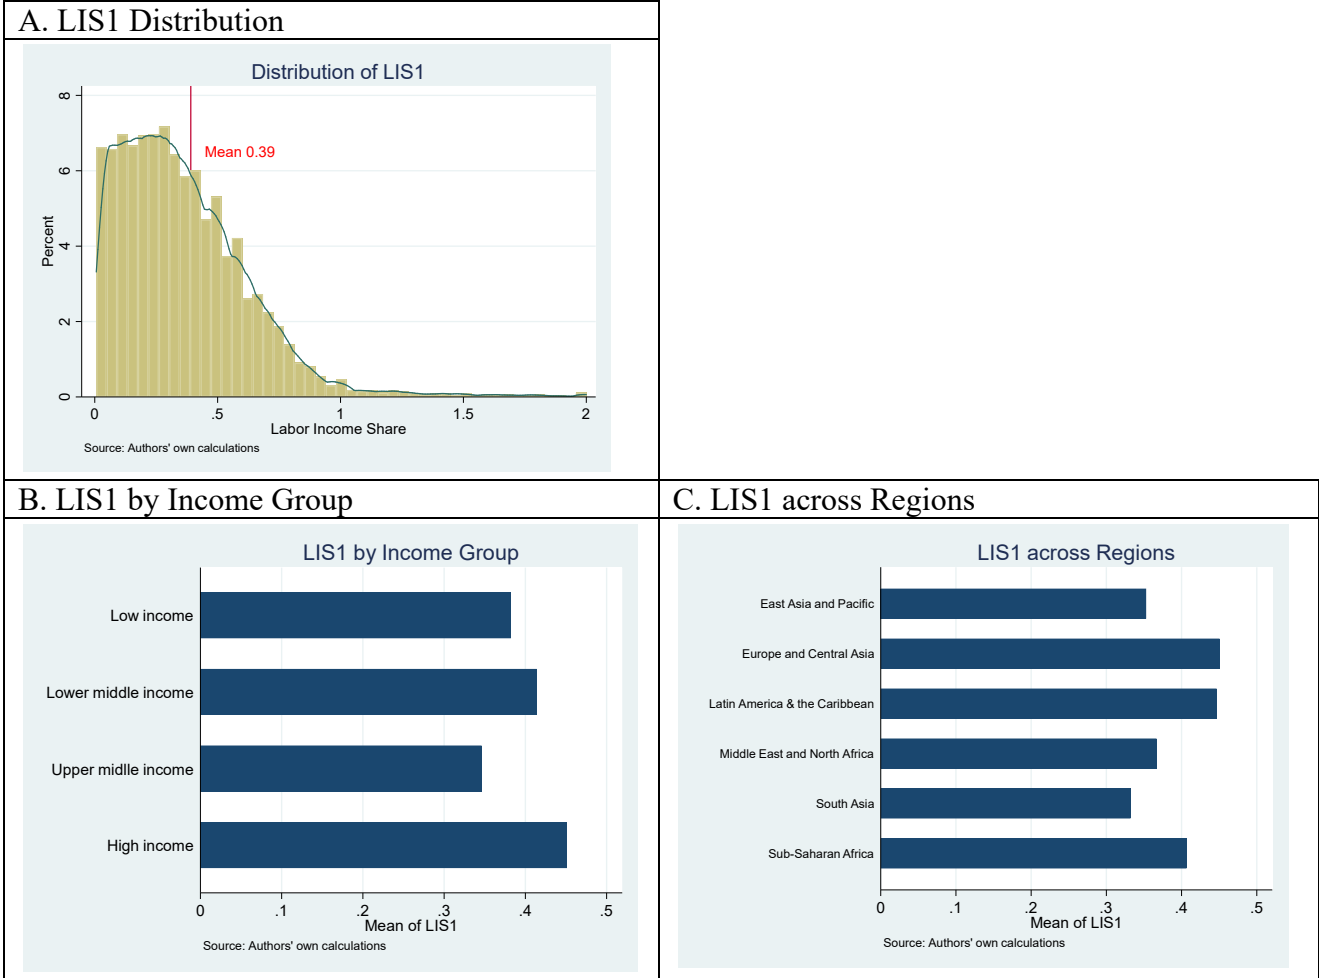 A. LIS1 Distribution
Distribution of LIS1
8
6
4
2
0
Percent
Mean 0.39
0 .5 1 1.5 2
Labor Income Share
Source: Authors' own calculations
B. LIS1 by Income Group
LIS1 by Income Group
Low income
Lower middle income
Upper midlle income
High income
0 .1 .2 .3 .4 .5
Mean of LIS1
Source: Authors' own calculations
C. LIS1 across Regions
LIS1 across Regions
East Asia and Pacific
Europe and Central Asia
Latin America & the Caribbean
Middle East and North Africa
South Asia
Sub-Saharan Africa
0 .1 .2 .3 .4 .5
Mean of LIS1
Source: Authors' own calculations